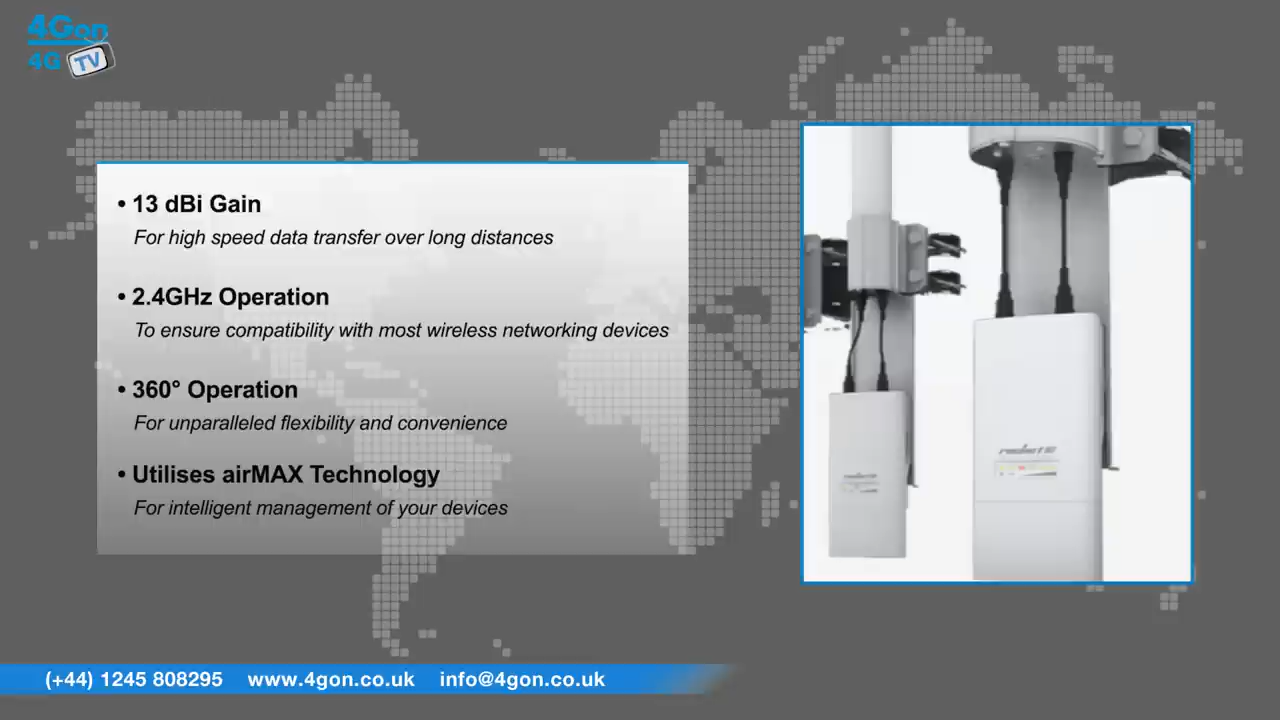 4Gon
4G TV
• 13 dBi Gain
For high speed data transfer over long distances
• 2.4GHz Operation
To ensure compatibility with most wireless networking devices
• 360° Operation
For unparalleled flexibility and convenience
• Utilises airMAX Technology
For intelligent management of your devices
(+44) 1245 808295 www.4gon.co.uk info@4gon.co.uk